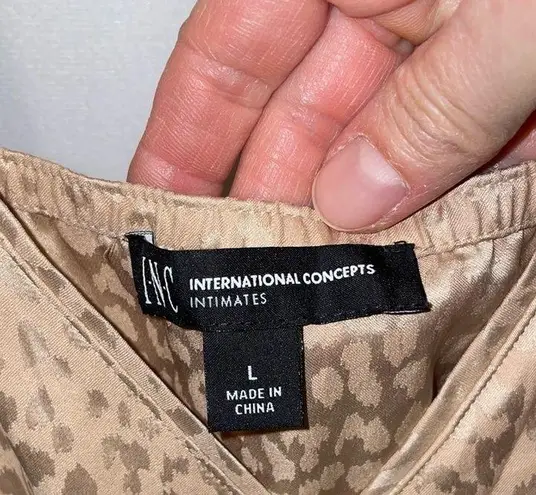 I·N·C
INTERNATIONAL CONCEPTS
INTIMATES
L
MADE IN
CHINA